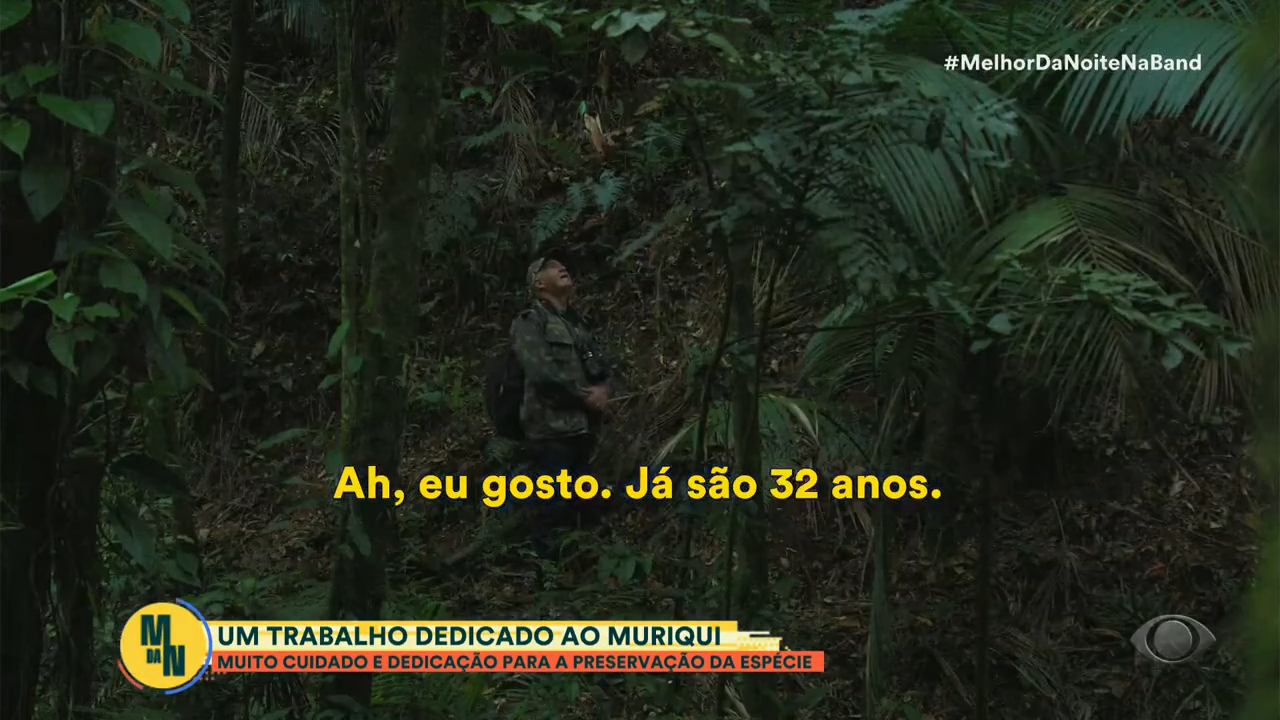 #MelhorDaNoiteNaBand
Ah, eu gosto. Já são 32 anos.
M
DA
N
UM TRABALHO DEDICADO AO MURIQUI
MUITO CUIDADO E DEDICAÇÃO PARA A PRESERVAÇÃO DA ESPÉCIE